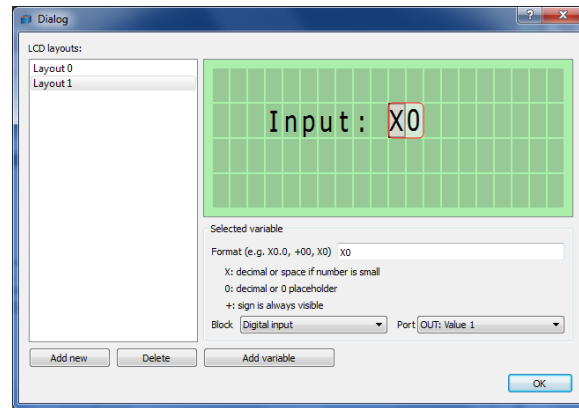 Dialog
LCD layouts:
Layout 0
Layout 1
Input: X0
Selected variable
Format (e.g. X0.0, +00, X0) X0
X: decimal or space if number is small
0: decimal or 0 placeholder
+: sign is always visible
Block Digital input Port OUT: Value 1
Add new Delete Add variable
OK